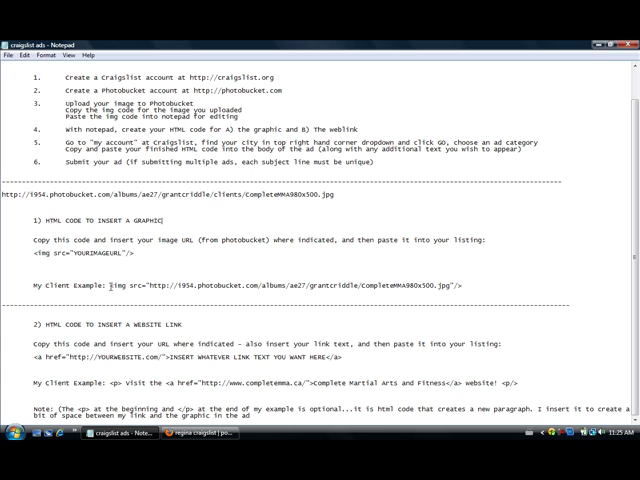 craigslist ads - Notepad
File Edit Format View Help
1. Create a Craigslist account at http://craigslist.org
2. Create a Photobucket account at http://photobucket.com
3. Upload your image to Photobucket
Copy the img code for the image you uploaded
Paste the img code into notepad for editing
4. With notepad, create your HTML code for A) the graphic and B) The weblink
5. Go to "my account" at Craigslist, find your city in top right hand corner dropdown and click GO, choose an ad category
Copy and paste your finished HTML code into the body of the ad (along with any additional text you wish to appear)
6. Submit your ad (if submitting multiple ads, each subject line must be unique)
http://i954.photobucket.com/albums/ae27/grantcriddle/clients/CompleteMMA980x500.jpg
1) HTML CODE TO INSERT A GRAPHIC
Copy this code and insert your image URL (from photobucket) where indicated, and then paste it into your listing:
<img src="YOURIMAGEURL"/>
My Client Example: <img src="http://i954.photobucket.com/albums/ae27/grantcriddle/CompleteMMA980x500.jpg"/>
2) HTML CODE TO INSERT A WEBSITE LINK
Copy this code and insert your URL where indicated - also insert your link text, and then paste it into your listing:
<a href="http://YOURWEBSITE.com/">INSERT WHATEVER LINK TEXT YOU WANT HERE</a>
My Client Example: <p> Visit the <a href="http://www.completemma.ca/">Complete Martial Arts and Fitness</a> website! <p/>
Note: (The <p> at the beginning and </p> at the end of my example is optional...it is html code that creates a new paragraph. I insert it to create a
bit of space between my link and the graphic in the ad
craigslist ads - Note... regina craigslist | po... 11:25 AM